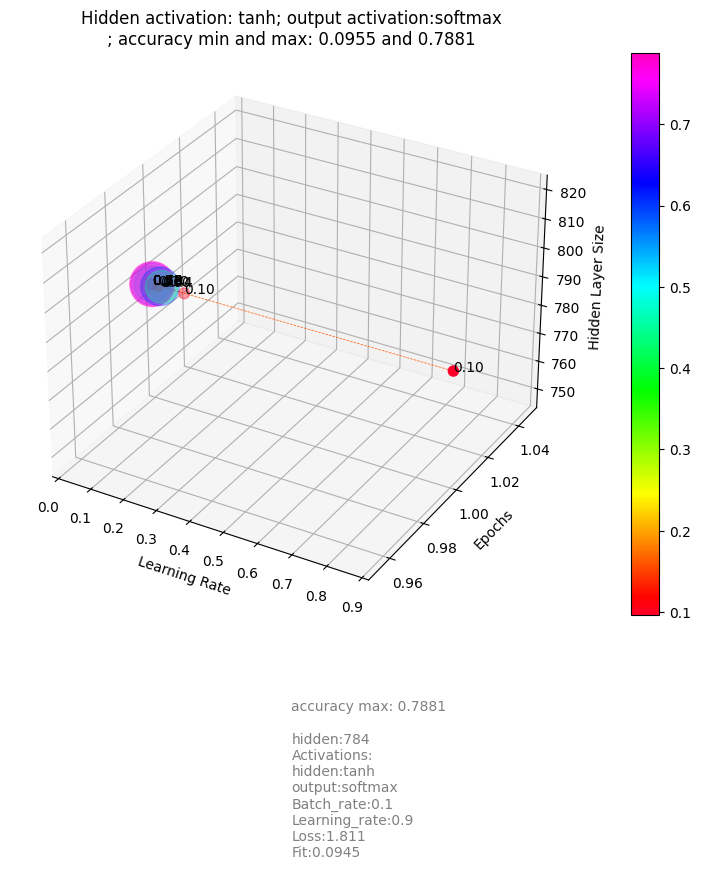 Hidden activation: tanh; output activation:softmax
; accuracy min and max: 0.0955 and 0.7881
0.7
0.6
0.5
0.4
0.3
0.2
0.1
820
810
800
790
780
770
760
750
Hidden Layer Size
0.10
0.10
1.04
1.02
1.00
0.98
0.96
Epochs
0.0
0.1
0.2
0.3
0.4
0.5
0.6
0.7
0.8
0.9
Learning Rate
accuracy max: 0.7881
hidden:784
Activations:
hidden:tanh
output:softmax
Batch_rate:0.1
Learning_rate:0.9
Loss:1.811
Fit:0.0945